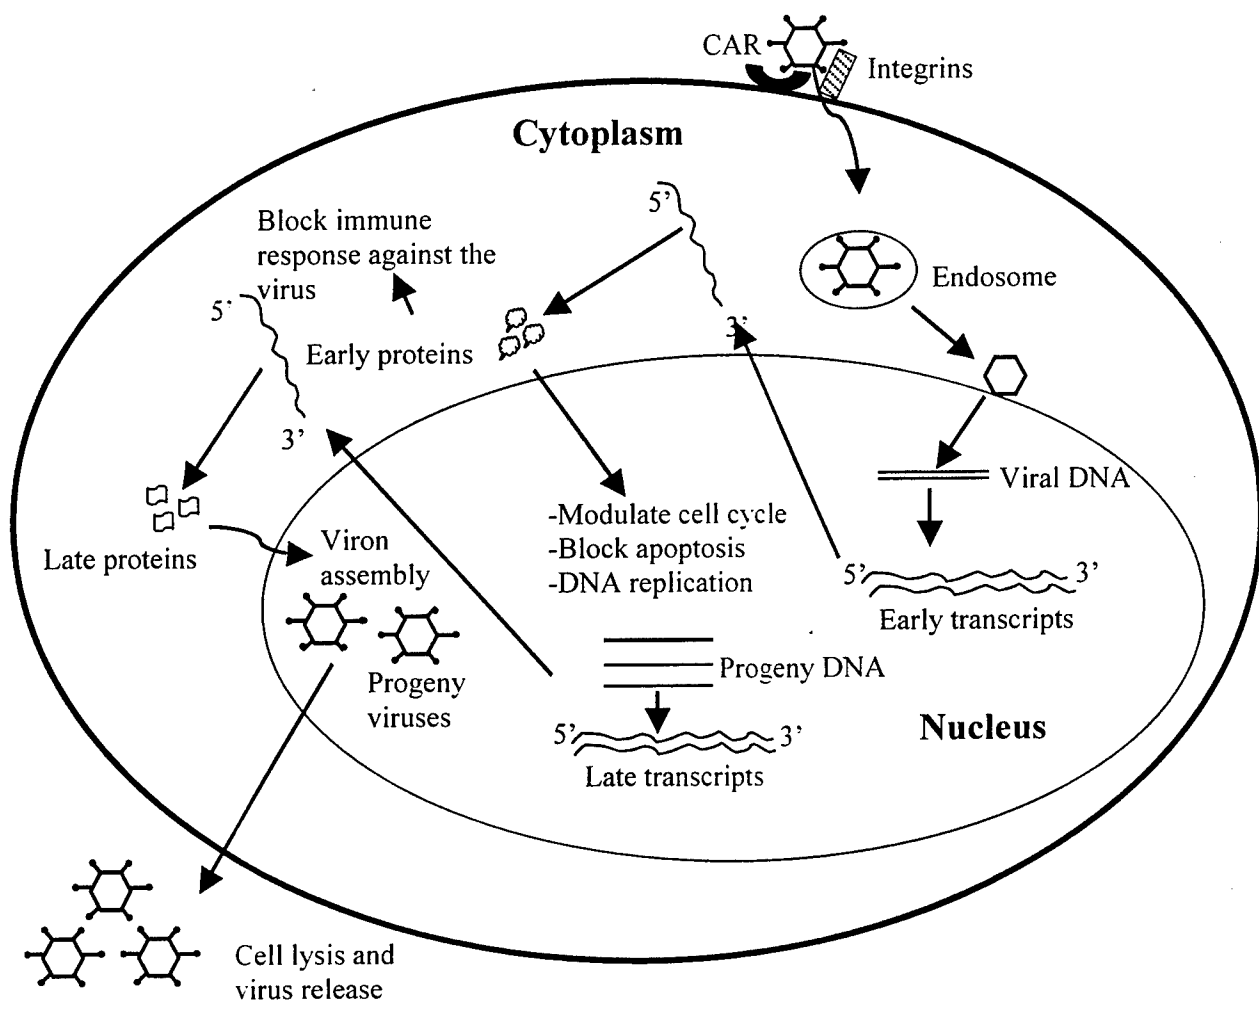 CAR
Integrins
Cytoplasm
5’
Block immune
response against the
virus
Endosome
5’
3’
Early proteins
3’
Viral DNA
-Modulate cell cycle
-Block apoptosis
-DNA replication
Late proteins
Viron
assembly
5’
3’
Early transcripts
Progeny DNA
Progeny
viruses
Nucleus
5’
3’
Late transcripts
Cell lysis and
virus release